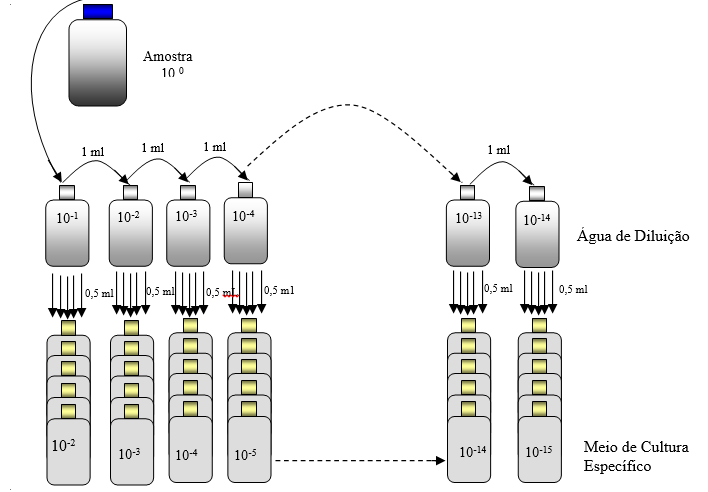 Amostra
10 ⁰
1 ml
1 ml
1 ml
1 ml
10⁻¹
10⁻²
10⁻³
10⁻⁴
10⁻¹³
10⁻¹⁴
Água de Diluição
0,5 ml
0,5 ml
0,5 mL
0,5 ml
0,5 ml
0,5 ml
10⁻²
10⁻³
10⁻⁴
10⁻⁵
10⁻¹⁴
10⁻¹⁵
Meio de Cultura
Específico